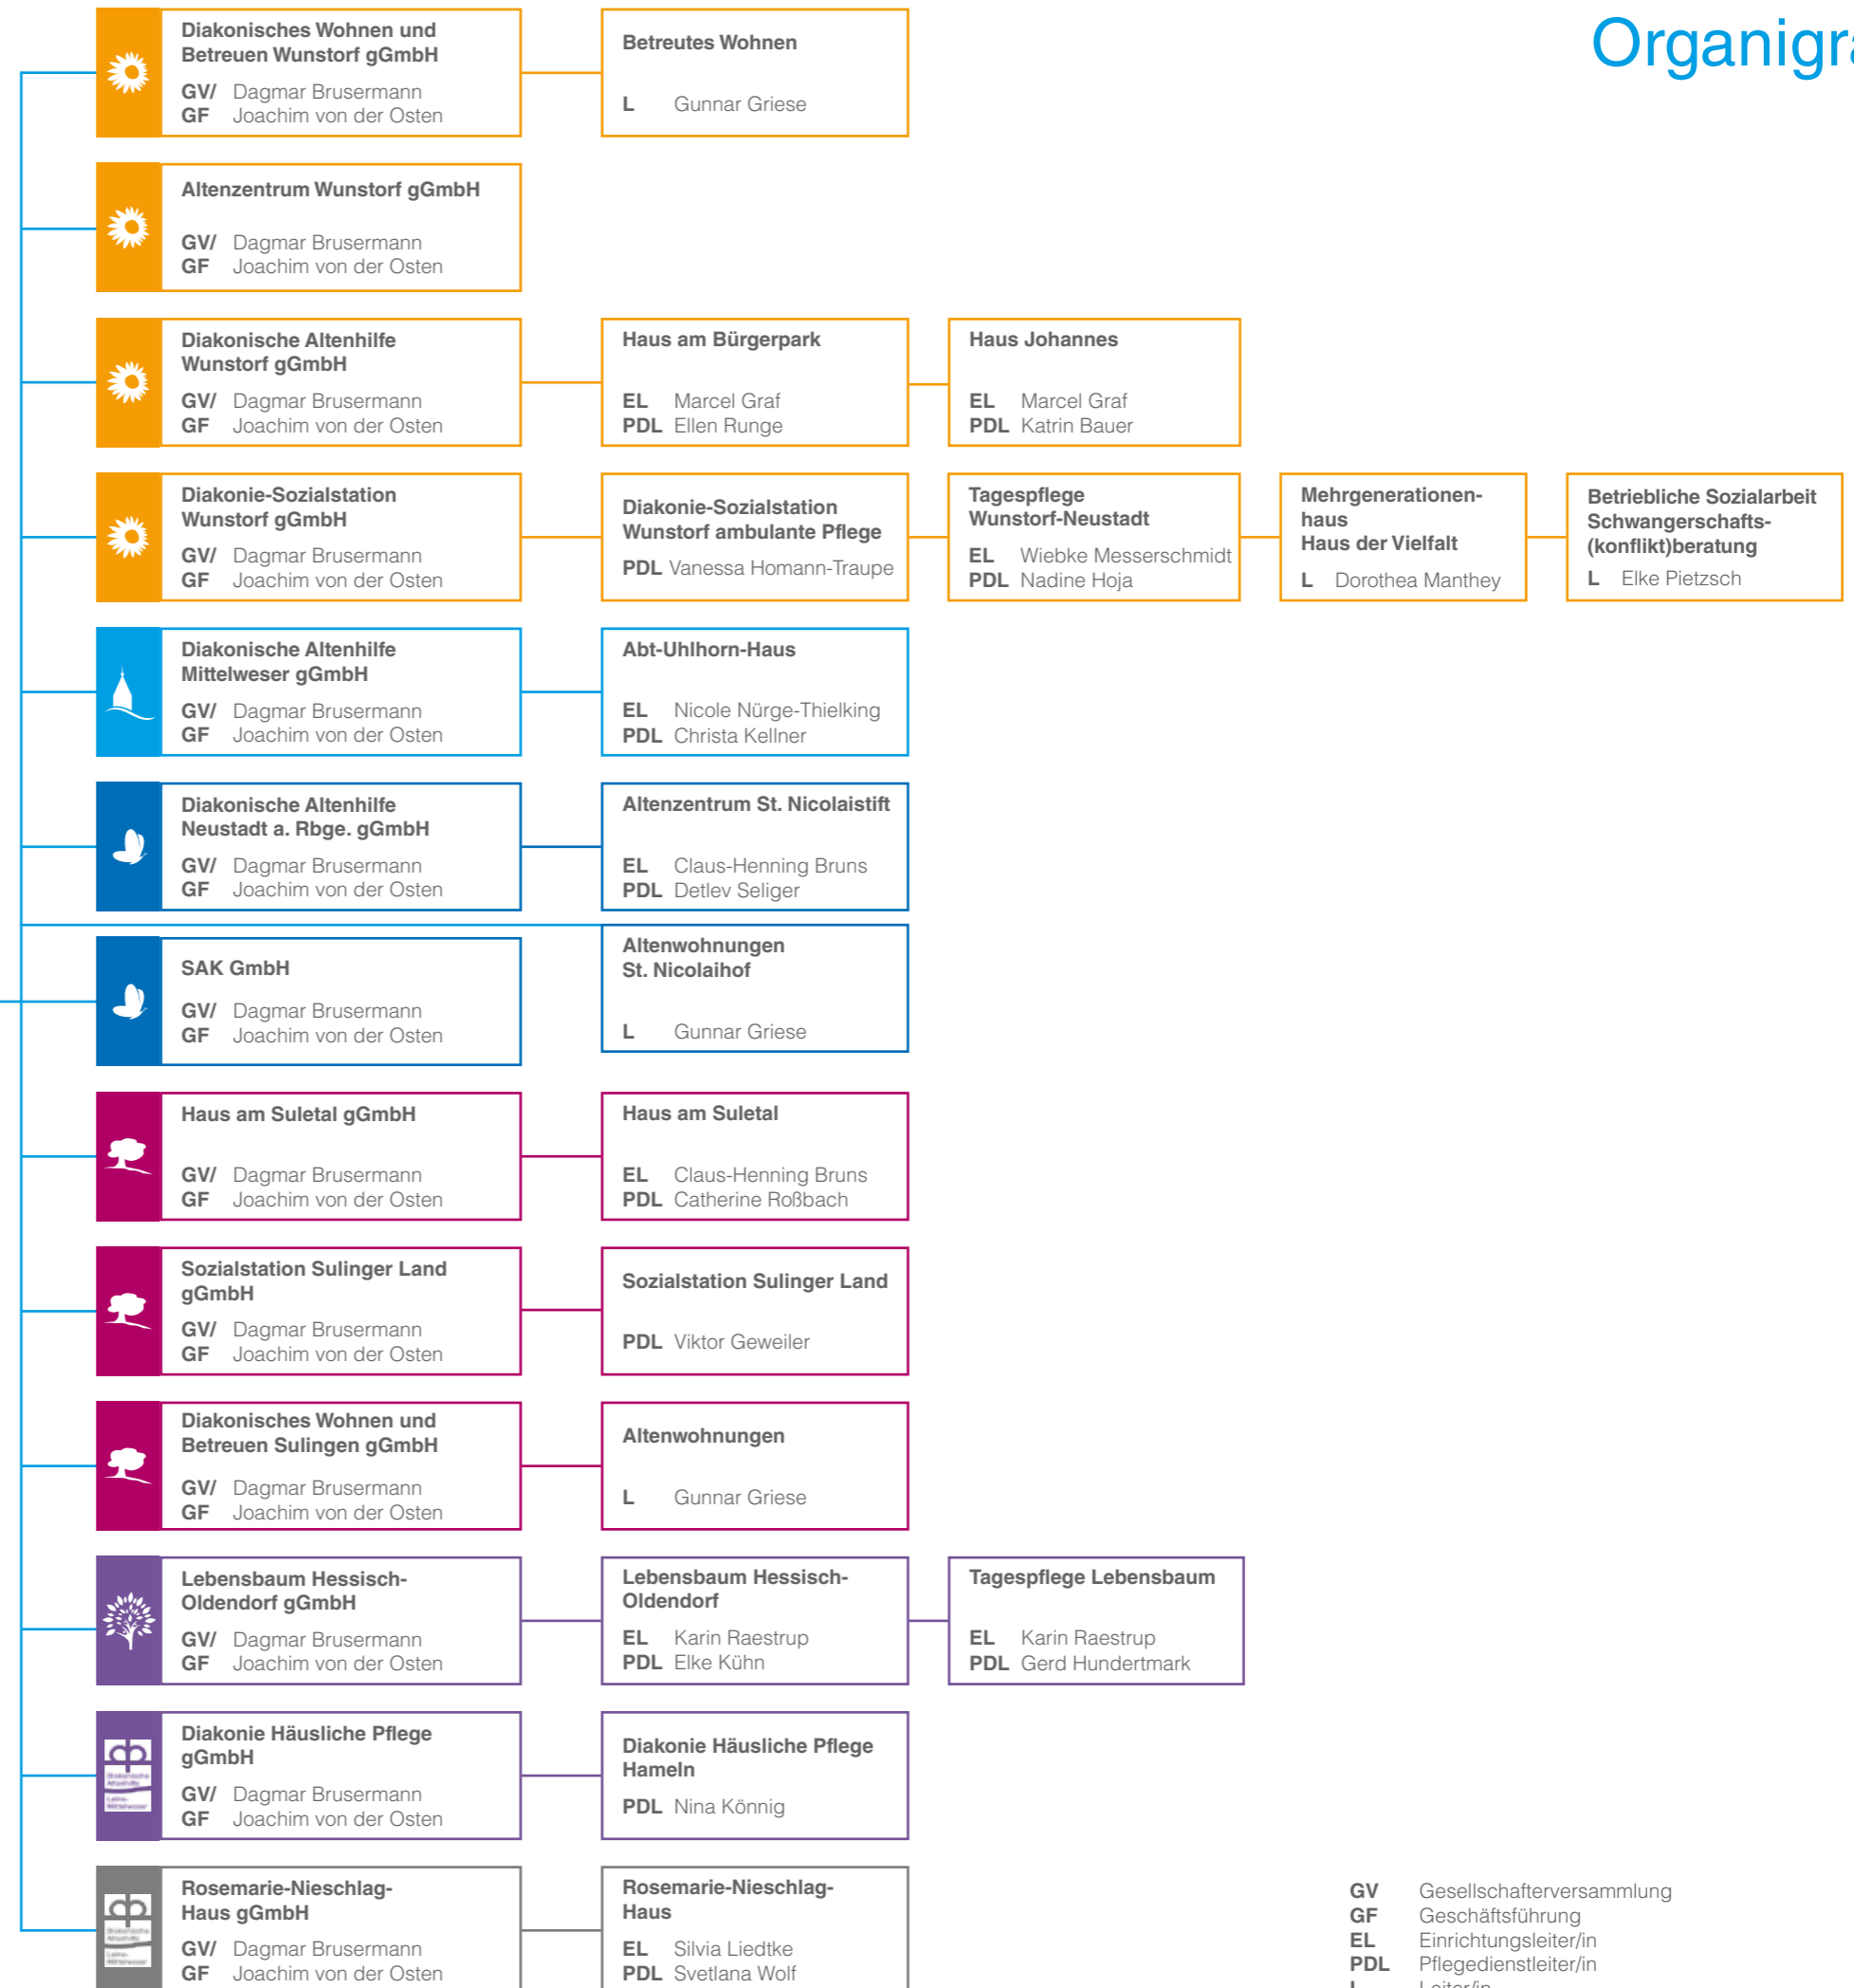 Organigra
Diakonisches Wohnen und
Betreuen Wunstorf gGmbH
GV/ Dagmar Brusermann
GF Joachim von der Osten
Betreutes Wohnen
L Gunnar Griese
Altenzentrum Wunstorf gGmbH
GV/ Dagmar Brusermann
GF Joachim von der Osten
Diakonische Altenhilfe
Wunstorf gGmbH
GV/ Dagmar Brusermann
GF Joachim von der Osten
Haus am Bürgerpark
EL Marcel Graf
PDL Ellen Runge
Haus Johannes
EL Marcel Graf
PDL Katrin Bauer
Diakonie-Sozialstation
Wunstorf gGmbH
GV/ Dagmar Brusermann
GF Joachim von der Osten
Diakonie-Sozialstation
Wunstorf ambulante Pflege
PDL Vanessa Homann-Traupe
Tagespflege
Wunstorf-Neustadt
EL Wiebke Messerschmidt
PDL Nadine Hoja
Mehrgenerationen-
haus
Haus der Vielfalt
L Dorothea Manthey
Betriebliche Sozialarbeit
Schwangerschafts-
(konflikt)beratung
L Elke Pietzsch
Diakonische Altenhilfe
Mittelweser gGmbH
GV/ Dagmar Brusermann
GF Joachim von der Osten
Abt-Uhlhorn-Haus
EL Nicole Nürge-Thielking
PDL Christa Kellner
Diakonische Altenhilfe
Neustadt a. Rbge. gGmbH
GV/ Dagmar Brusermann
GF Joachim von der Osten
Altenzentrum St. Nicolaistift
EL Claus-Henning Bruns
PDL Detlev Seliger
SAK GmbH
GV/ Dagmar Brusermann
GF Joachim von der Osten
Altenwohnungen
St. Nicolaihof
L Gunnar Griese
Haus am Suletal gGmbH
GV/ Dagmar Brusermann
GF Joachim von der Osten
Haus am Suletal
EL Claus-Henning Bruns
PDL Catherine Roßbach
Sozialstation Sulinger Land
gGmbH
GV/ Dagmar Brusermann
GF Joachim von der Osten
Sozialstation Sulinger Land
PDL Viktor Geweiler
Diakonisches Wohnen und
Betreuen Sulingen gGmbH
GV/ Dagmar Brusermann
GF Joachim von der Osten
Altenwohnungen
L Gunnar Griese
Lebensbaum Hessisch-
Oldendorf gGmbH
GV/ Dagmar Brusermann
GF Joachim von der Osten
Lebensbaum Hessisch-
Oldendorf
EL Karin Raestrup
PDL Elke Kühn
Tagespflege Lebensbaum
EL Karin Raestrup
PDL Gerd Hundertmark
Diakonische
Altenhilfe
Leine-
Mittelweser
Diakonie Häusliche Pflege
gGmbH
GV/ Dagmar Brusermann
GF Joachim von der Osten
Diakonie Häusliche Pflege
Hameln
PDL Nina Könnig
Diakonische
Altenhilfe
Leine-
Mittelweser
Rosemarie-Nieschlag-
Haus gGmbH
GV/ Dagmar Brusermann
GF Joachim von der Osten
Rosemarie-Nieschlag-
Haus
EL Silvia Liedtke
PDL Svetlana Wolf
GV Gesellschafterversammlung
GF Geschäftsführung
EL Einrichtungsleiter/in
PDL Pflegedienstleiter/in
L Leiter/in